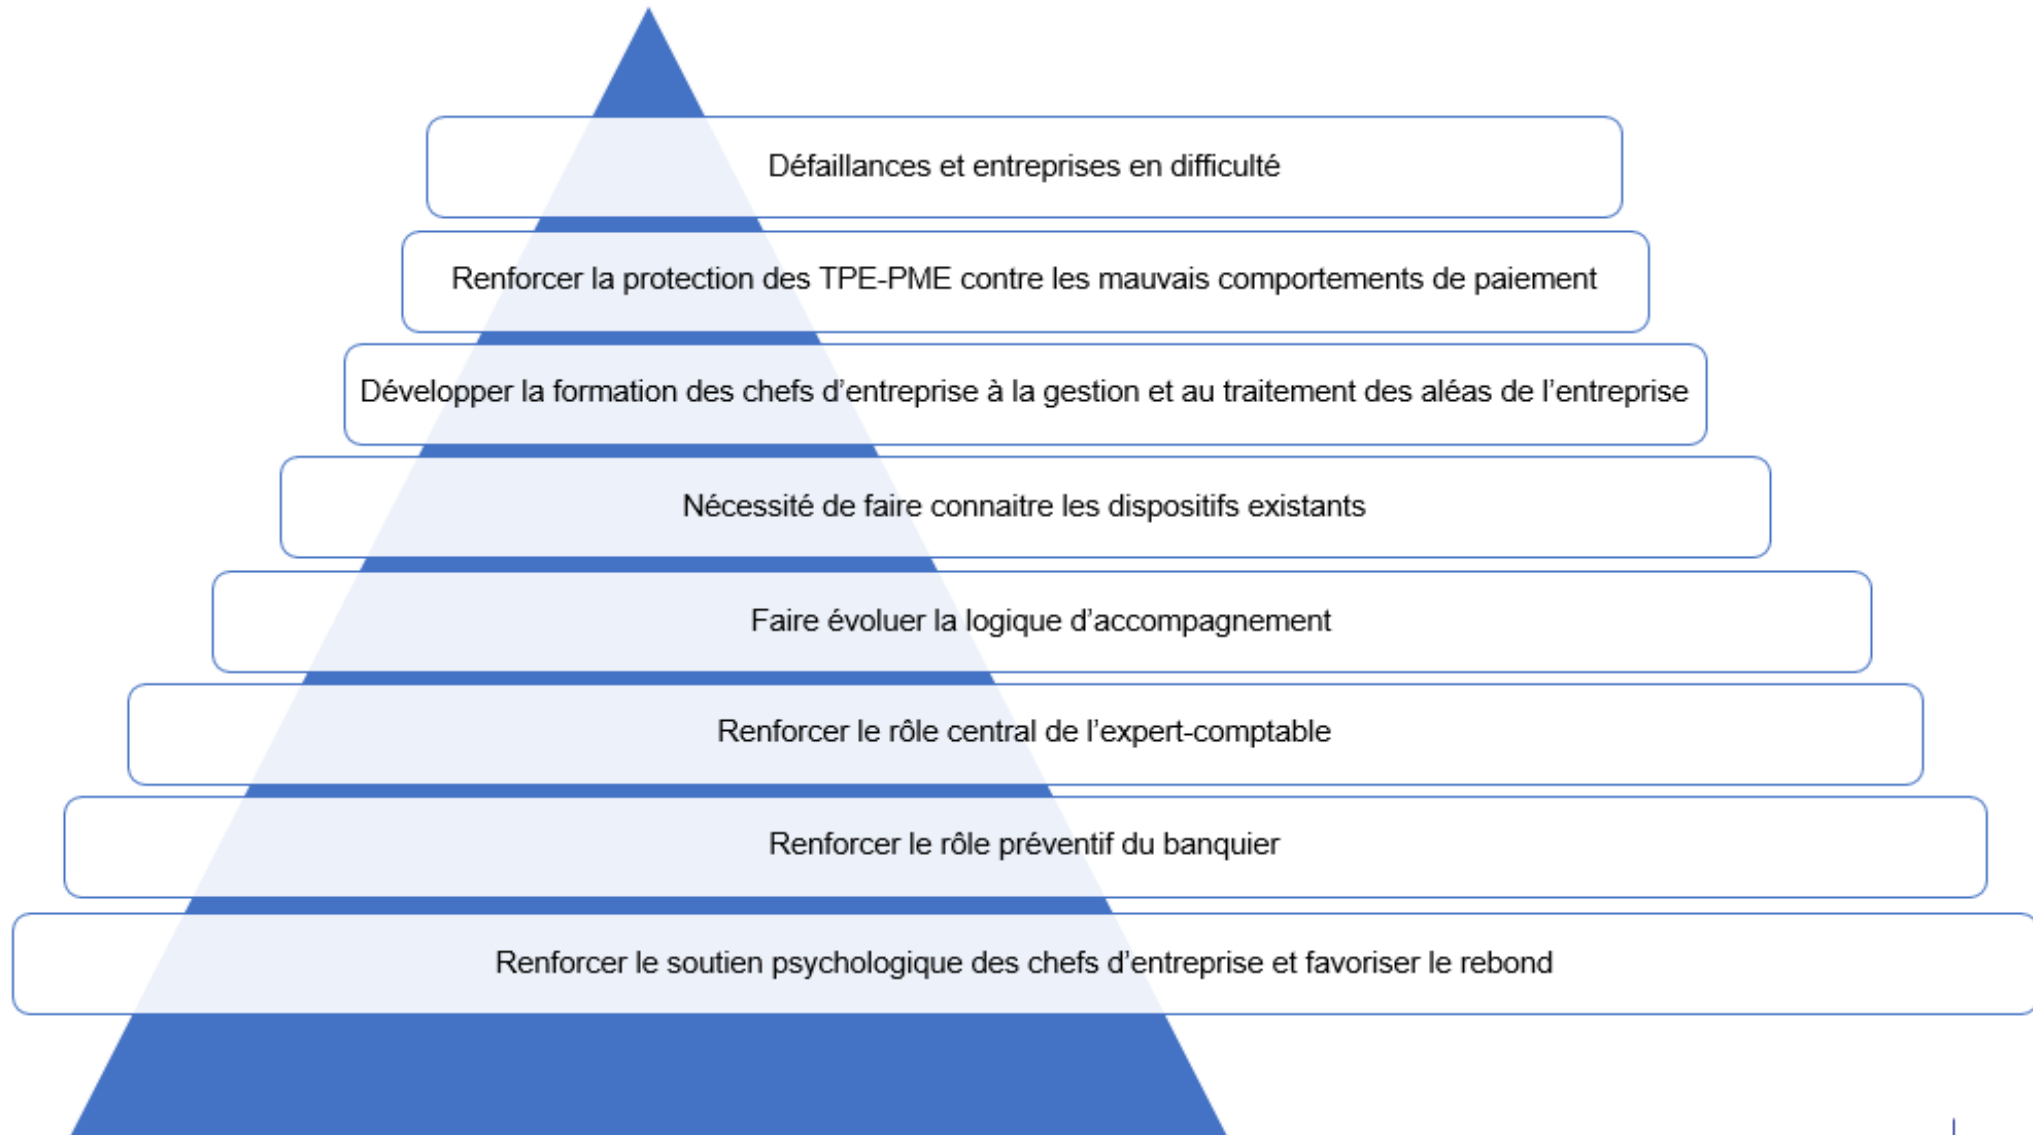 Défaillances et entreprises en difficulté
Renforcer la protection des TPE-PME contre les mauvais comportements de paiement
Développer la formation des chefs d’entreprise à la gestion et au traitement des aléas de l’entreprise
Nécessité de faire connaitre les dispositifs existants
Faire évoluer la logique d’accompagnement
Renforcer le rôle central de l’expert-comptable
Renforcer le rôle préventif du banquier
Renforcer le soutien psychologique des chefs d’entreprise et favoriser le rebond